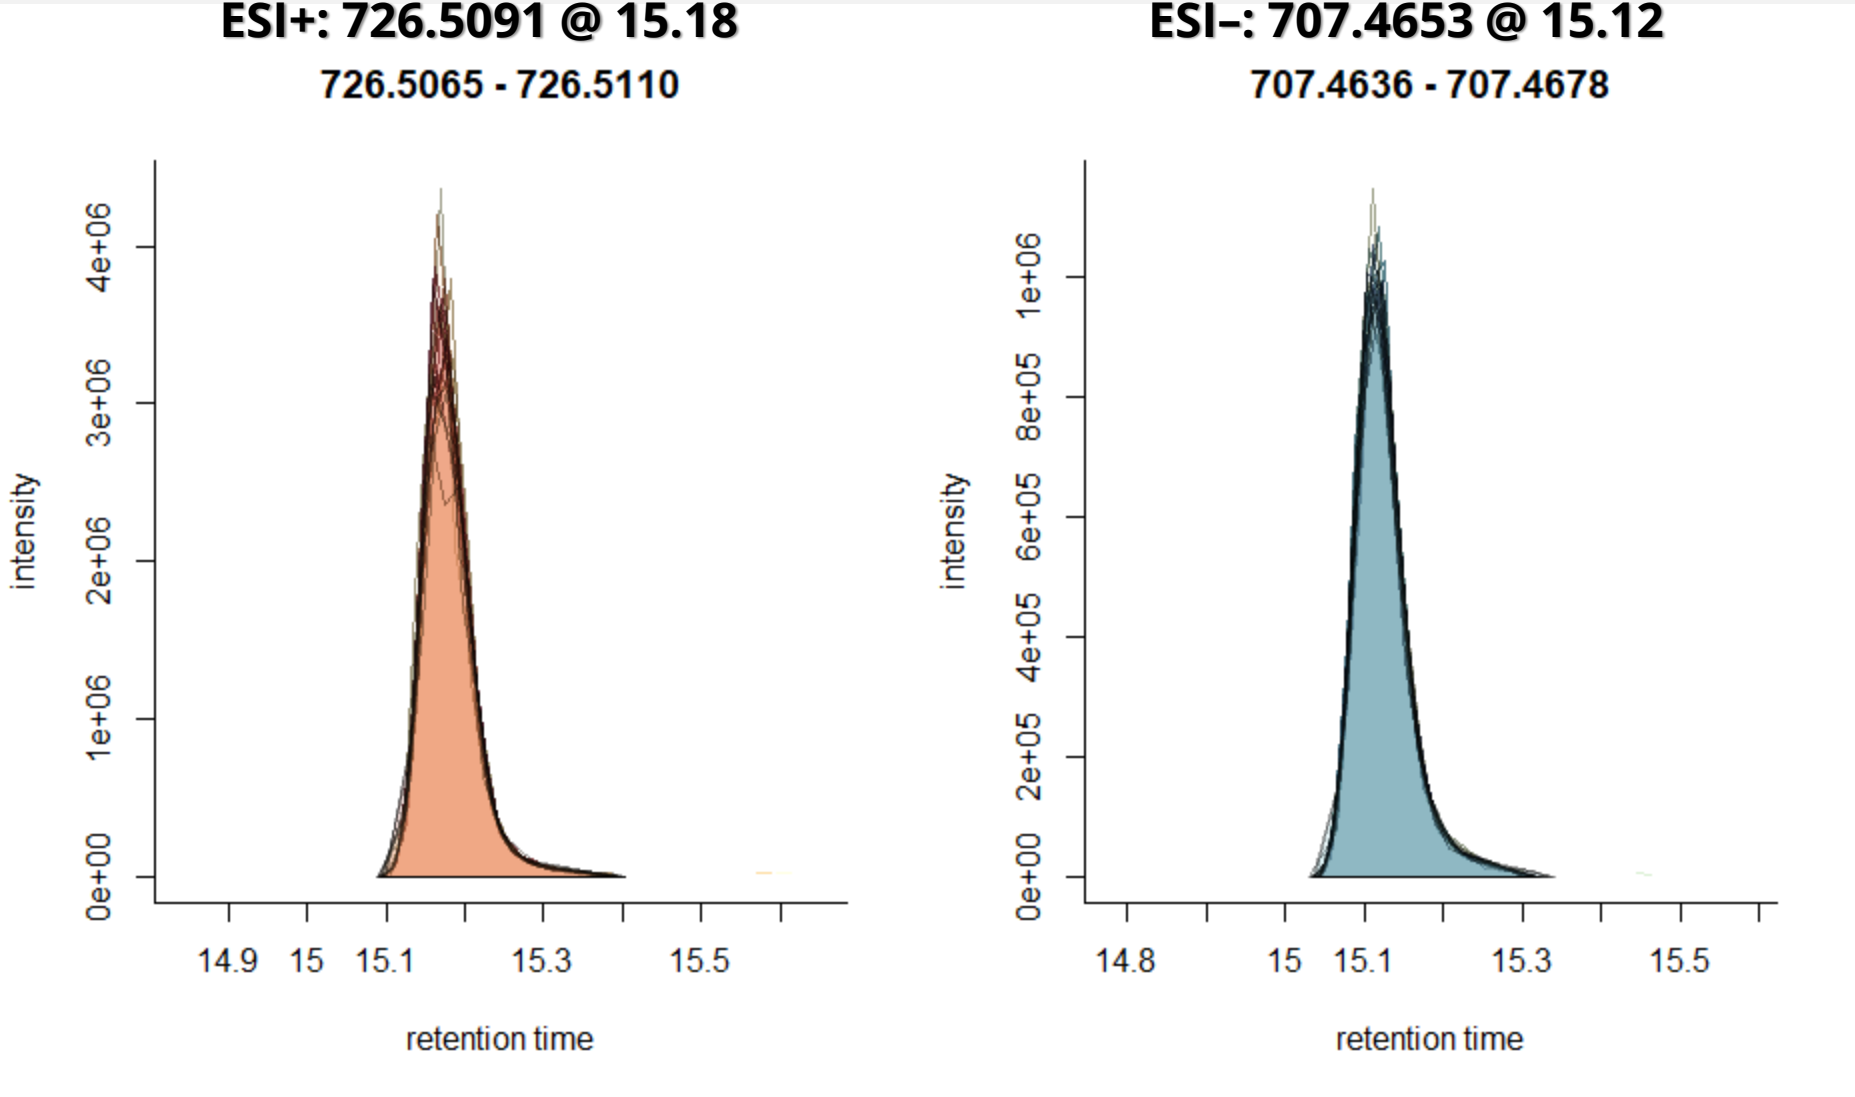 ESI+: 726.5091 @ 15.18
726.5065 - 726.5110
intensity
4e+06
3e+06
2e+06
1e+06
0e+00
14.9 15 15.1 15.3 15.5
retention time
ESI–: 707.4653 @ 15.12
707.4636 - 707.4678
intensity
1e+06
8e+05
6e+05
4e+05
2e+05
0e+00
14.8 15 15.1 15.3 15.5
retention time